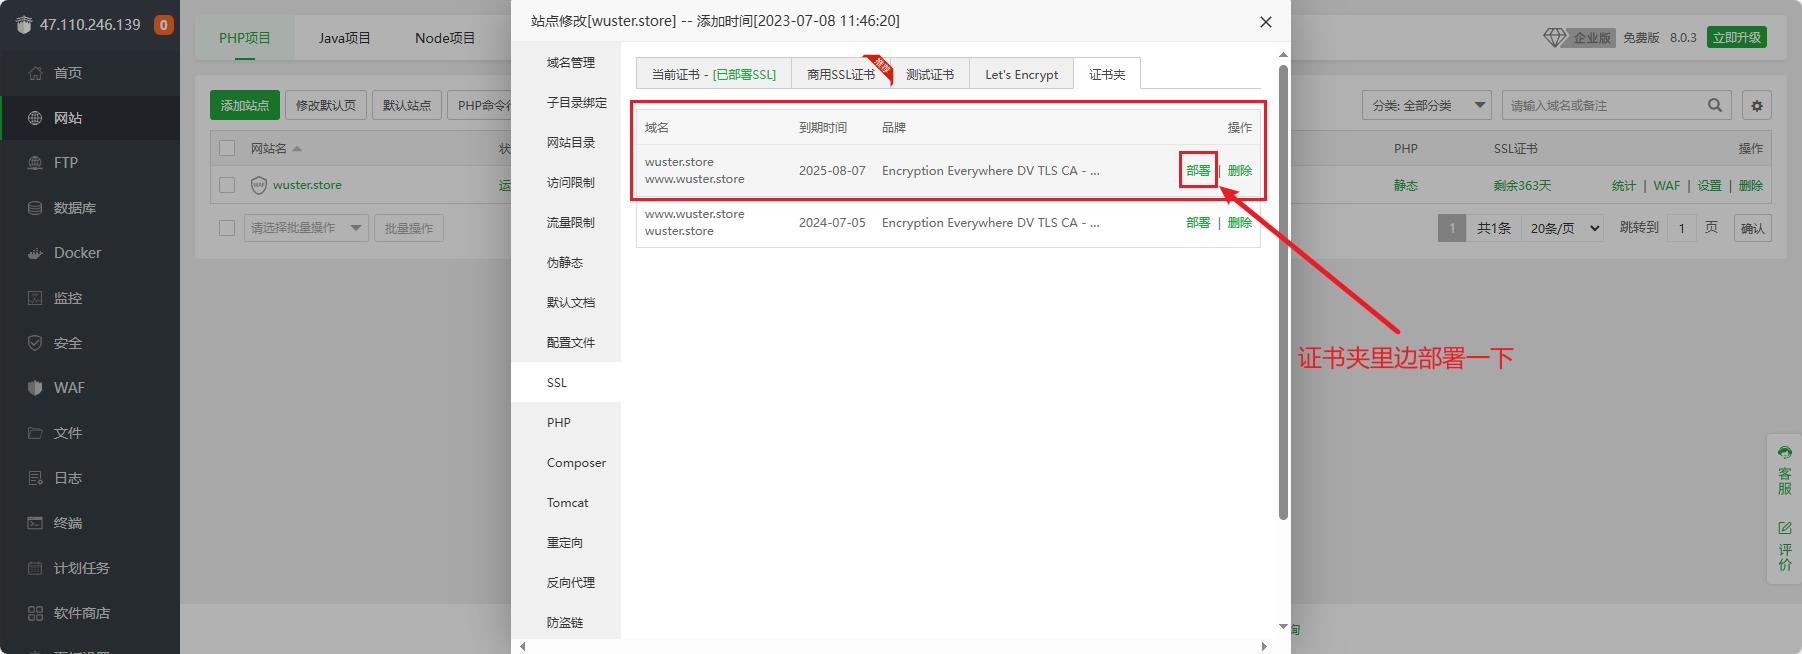 47.110.246.139 0
首页
网站
FTP
数据库
Docker
监控
安全
WAF
文件
日志
终端
计划任务
软件商店
PHP项目 Java项目 Node项目
企业版 免费版 8.0.3 立即升级
添加站点 修改默认页 默认站点 PHP命令行
分类: 全部分类 请输入域名或备注
网站名 状 PHP SSL证书 操作
WAF wuster.store 运 静态 剩余363天 统计 | WAF | 设置 | 删除
请选择批量操作 批量操作
1 共1条 20条/页 跳转到 1 页 确认
站点修改[wuster.store] -- 添加时间[2023-07-08 11:46:20]
域名管理
子目录绑定
网站目录
访问限制
流量限制
伪静态
默认文档
配置文件
SSL
PHP
Composer
Tomcat
重定向
反向代理
防盗链
当前证书 - [已部署SSL] 商用SSL证书 推荐 测试证书 Let's Encrypt 证书夹
域名 到期时间 品牌 操作
wuster.store
www.wuster.store
2025-08-07 Encryption Everywhere DV TLS CA - ... 部署 | 删除
www.wuster.store
wuster.store
2024-07-05 Encryption Everywhere DV TLS CA - ... 部署 | 删除
证书夹里边部署一下
客服
评价
询